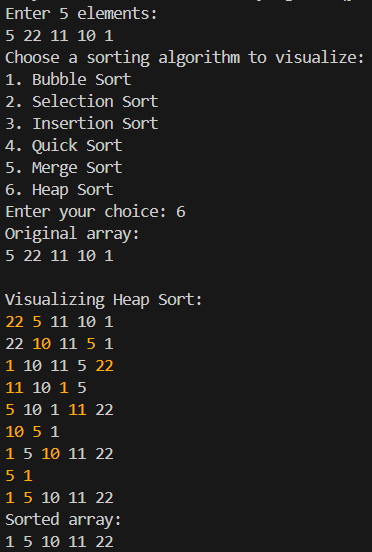 Enter 5 elements:
5 22 11 10 1
Choose a sorting algorithm to visualize:
1. Bubble Sort
2. Selection Sort
3. Insertion Sort
4. Quick Sort
5. Merge Sort
6. Heap Sort
Enter your choice: 6
Original array:
5 22 11 10 1
Visualizing Heap Sort:
22 5 11 10 1
22 10 11 5 1
1 10 11 5 22
11 10 1 5
5 10 1 11 22
10 5 1
1 5 10 11 22
5 1
1 5 10 11 22
Sorted array:
1 5 10 11 22